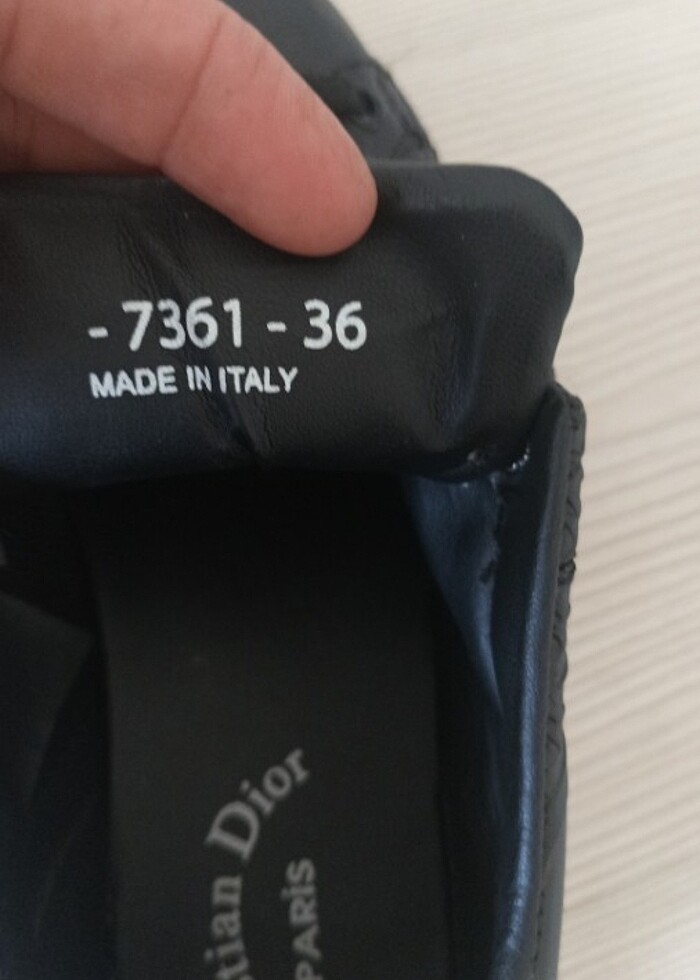 - 7361 - 36
MADE IN ITALY
tian Dior
PARIS